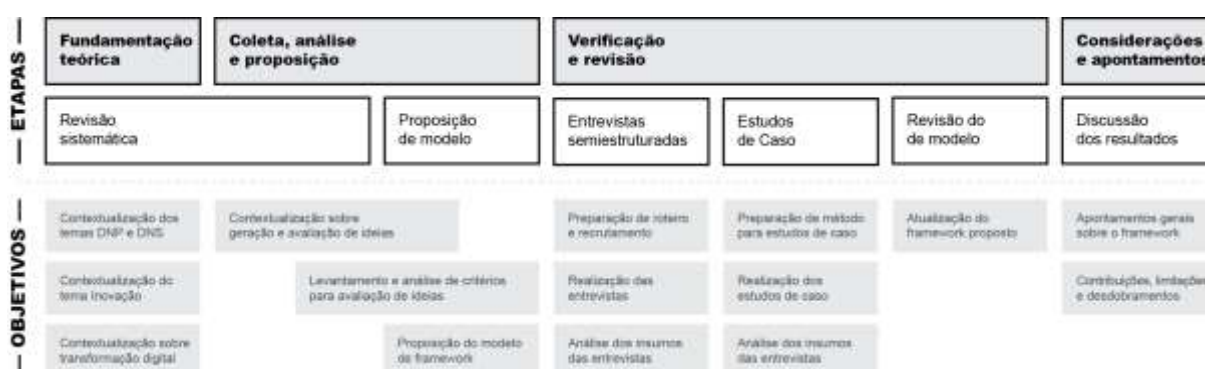 ETAPAS
Fundamentação
teórica
Coleta, análise
e proposição
Verificação
e revisão
Considerações
e apontamentos
Revisão
sistemática
Proposição
de modelo
Entrevistas
semiestruturadas
Estudos
de Caso
Revisão do
de modelo
Discussão
dos resultados
OBJETIVOS
Contextualização dos
temas DNP e DNS
Contextualização sobre
geração e avaliação de ideias
Preparação de roteiro
e recrutamento
Preparação de método
para estudos de caso
Atualização do
framework proposto
Apontamentos gerais
sobre o framework
Contextualização do
tema Inovação
Levantamento e análise de critérios
para avaliação de ideias
Realização das
entrevistas
Realização dos
estudos de caso
Contribuições, limitações
e desdobramentos
Contextualização sobre
transformação digital
Proposição do modelo
de framework
Análise dos insumos
das entrevistas
Análise dos insumos
das entrevistas